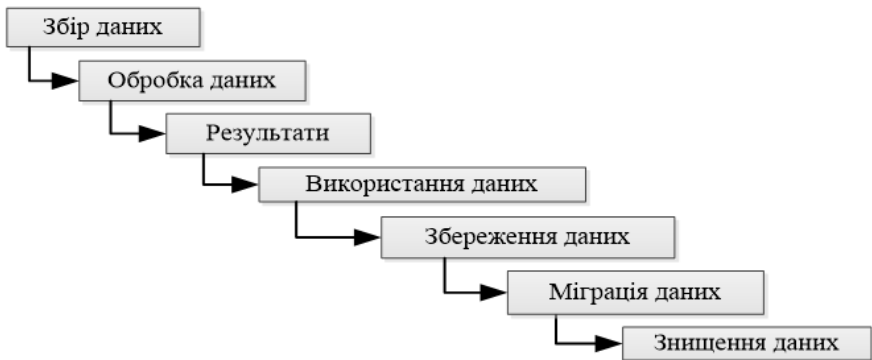 Збір даних
Обробка даних
Результати
Використання даних
Збереження даних
Міграція даних
Знищення даних